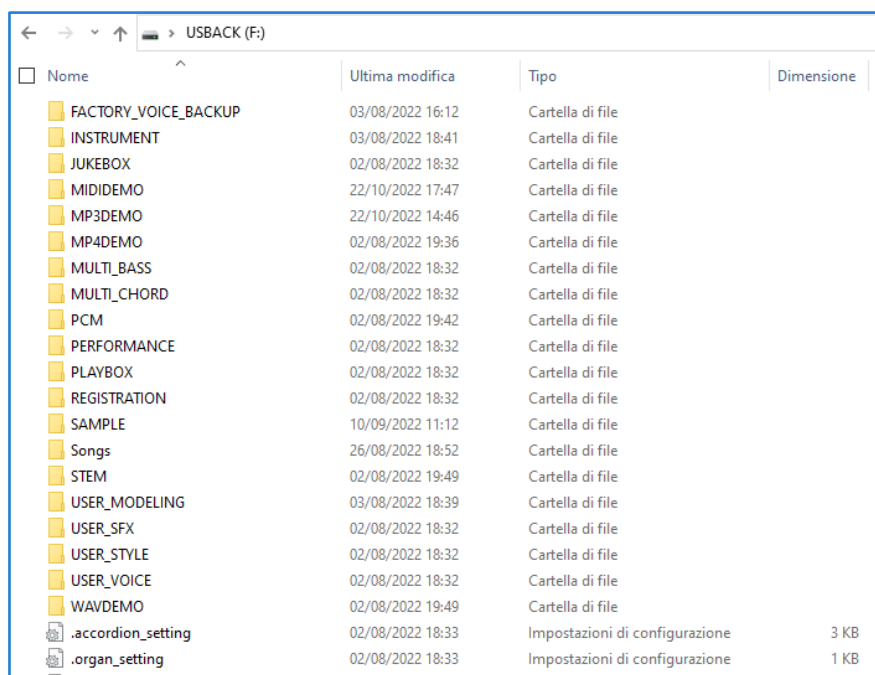 USBACK (F:)
Nome Ultima modifica Tipo Dimensione
FACTORY_VOICE_BACKUP 03/08/2022 16:12 Cartella di file
INSTRUMENT 03/08/2022 18:41 Cartella di file
JUKEBOX 02/08/2022 18:32 Cartella di file
MIDIDEMO 22/10/2022 17:47 Cartella di file
MP3DEMO 22/10/2022 14:46 Cartella di file
MP4DEMO 02/08/2022 19:36 Cartella di file
MULTI_BASS 02/08/2022 18:32 Cartella di file
MULTI_CHORD 02/08/2022 18:32 Cartella di file
PCM 02/08/2022 19:42 Cartella di file
PERFORMANCE 02/08/2022 18:32 Cartella di file
PLAYBOX 02/08/2022 18:32 Cartella di file
REGISTRATION 02/08/2022 18:32 Cartella di file
SAMPLE 10/09/2022 11:12 Cartella di file
Songs 26/08/2022 18:52 Cartella di file
STEM 02/08/2022 19:49 Cartella di file
USER_MODELING 03/08/2022 18:39 Cartella di file
USER_SFX 02/08/2022 18:32 Cartella di file
USER_STYLE 02/08/2022 18:32 Cartella di file
USER_VOICE 02/08/2022 18:32 Cartella di file
WAVDEMO 02/08/2022 19:49 Cartella di file
.accordion_setting 02/08/2022 18:33 Impostazioni di configurazione 3 KB
.organ_setting 02/08/2022 18:33 Impostazioni di configurazione 1 KB